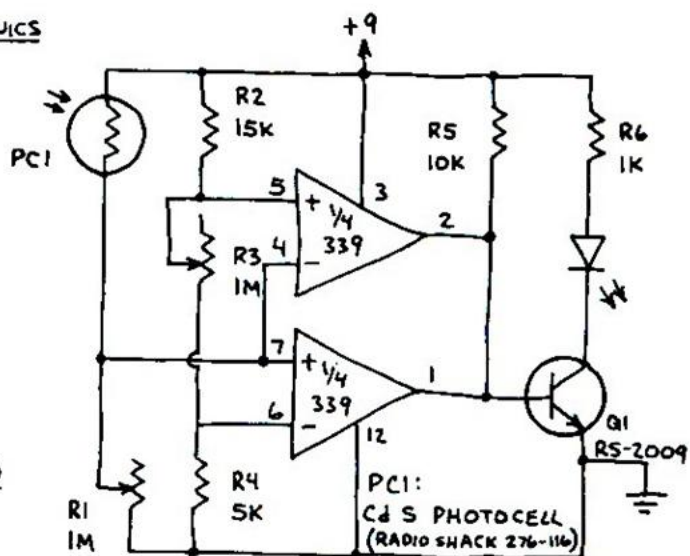 +9
R2
15K
R5
10K
R6
1K
PC1
5
+
1/4
339
3
2
4
-
R3
1M
7
+
1/4
339
1
6
-
12
Q1
RS-2009
R1
1M
R4
5K
PC1:
Cd S PHOTOCELL
(RADIO SHACK 276-116)